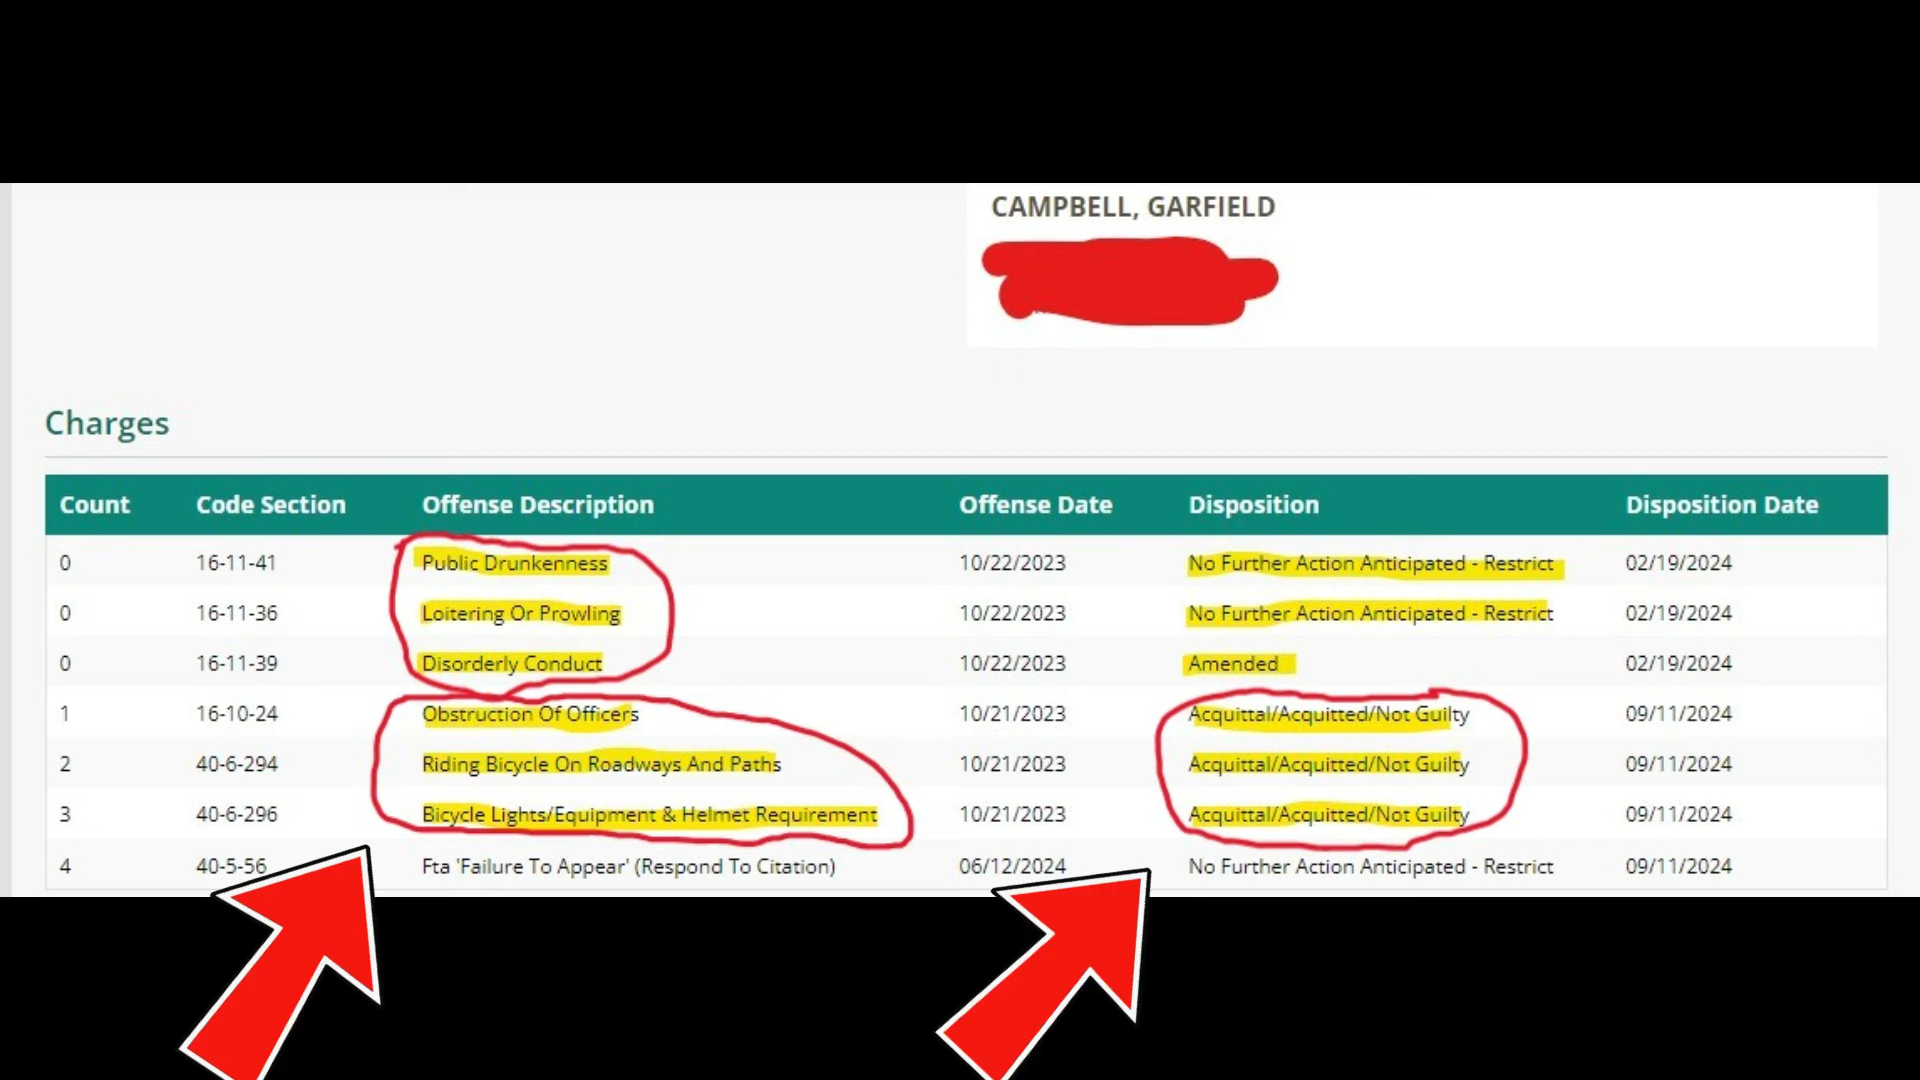 CAMPBELL, GARFIELD
Charges
Count Code Section Offense Description Offense Date Disposition Disposition Date
0 16-11-41 Public Drunkenness 10/22/2023 No Further Action Anticipated - Restrict 02/19/2024
0 16-11-36 Loitering Or Prowling 10/22/2023 No Further Action Anticipated - Restrict 02/19/2024
0 16-11-39 Disorderly Conduct 10/22/2023 Amended 02/19/2024
1 16-10-24 Obstruction Of Officers 10/21/2023 Acquittal/Acquitted/Not Guilty 09/11/2024
2 40-6-294 Riding Bicycle On Roadways And Paths 10/21/2023 Acquittal/Acquitted/Not Guilty 09/11/2024
3 40-6-296 Bicycle Lights/Equipment & Helmet Requirement 10/21/2023 Acquittal/Acquitted/Not Guilty 09/11/2024
4 40-5-56 Fta 'Failure To Appear' (Respond To Citation) 06/12/2024 No Further Action Anticipated - Restrict 09/11/2024